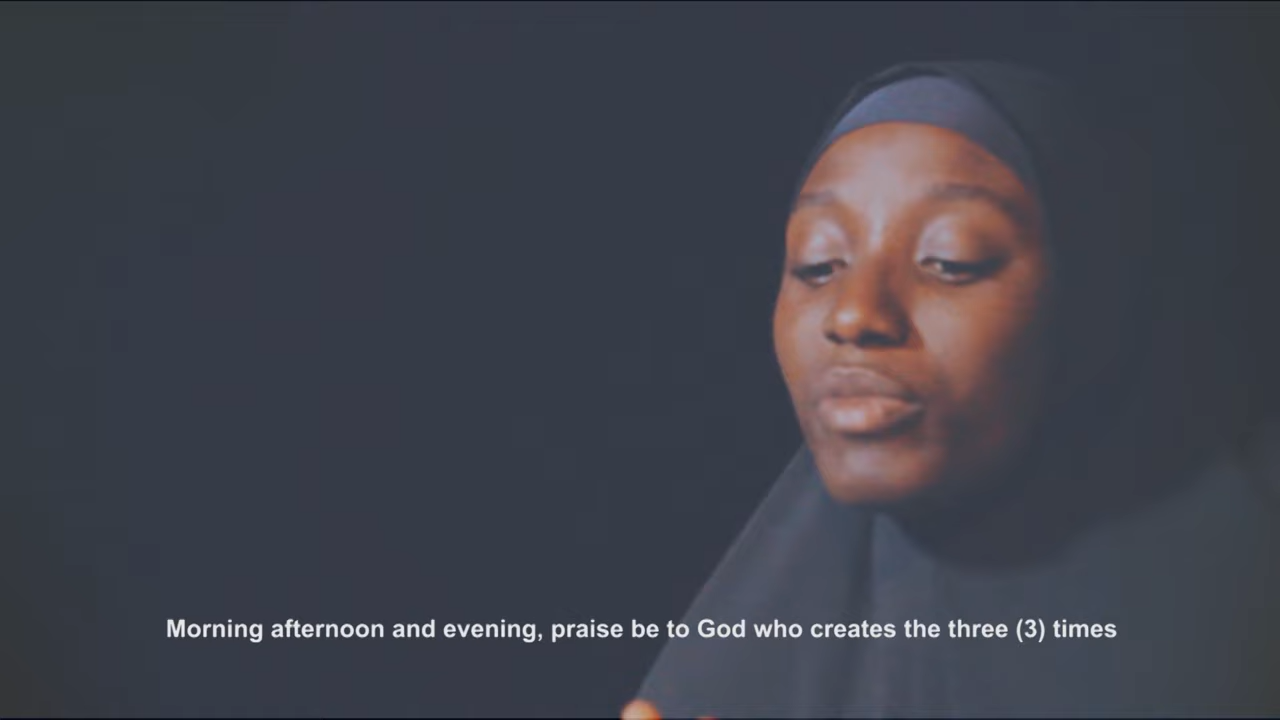 Morning afternoon and evening, praise be to God who creates the three (3) times